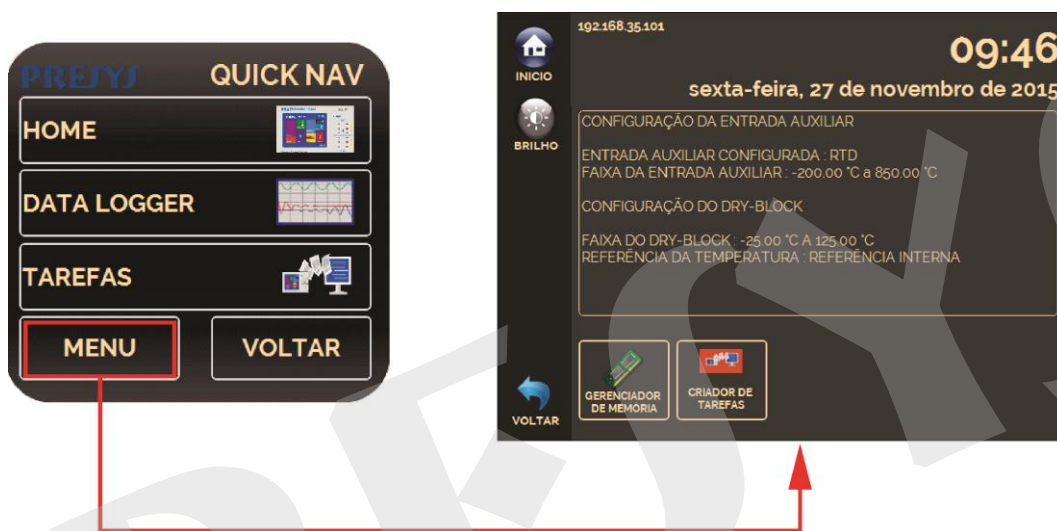 PRESYS QUICK NAV
HOME
DATA LOGGER
TAREFAS
MENU VOLTAR
192.168.35.101
09:46
sexta-feira, 27 de novembro de 2015
INICIO
BRILHO
CONFIGURAÇÃO DA ENTRADA AUXILIAR
ENTRADA AUXILIAR CONFIGURADA : RTD
FAIXA DA ENTRADA AUXILIAR : -200.00 °C a 850.00 °C
CONFIGURAÇÃO DO DRY-BLOCK
FAIXA DO DRY-BLOCK : -25.00 °C A 125.00 °C
REFERÊNCIA DA TEMPERATURA : REFERÊNCIA INTERNA
GERENCIADOR
DE MEMÓRIA
CRIADOR DE
TAREFAS
VOLTAR
PRESYS